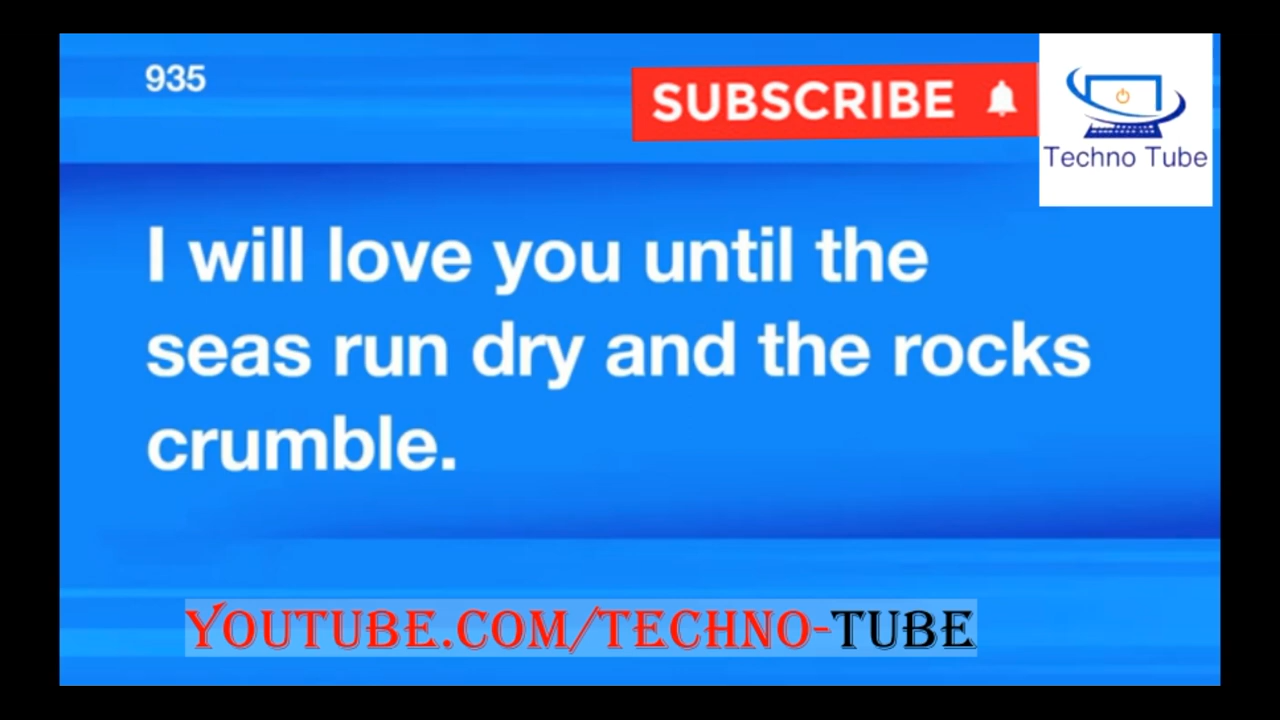 935
SUBSCRIBE
Techno Tube
I will love you until the
seas run dry and the rocks
crumble.
YOUTUBE.COM/TECHNO-TUBE